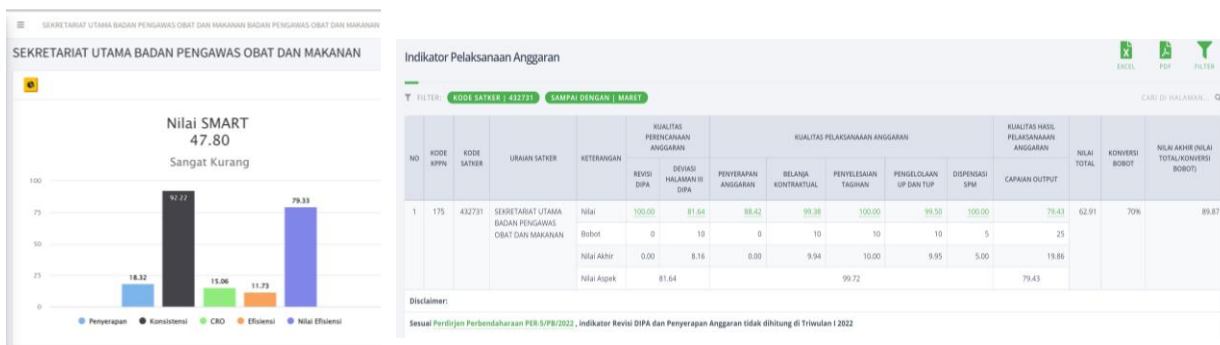 SEKRETARIAT UTAMA BADAN PENGAWAS OBAT DAN MAKANAN BADAN PENGAWAS OBAT DAN MAKANAN
SEKRETARIAT UTAMA BADAN PENGAWAS OBAT DAN MAKANAN
Nilai SMART
47.80
Sangat Kurang
100
75
50
25
0
18.32
92.22
15.06
11.73
79.33
Penyerapan Konsistensi CRO Efisiensi Nilai Efisiensi
Indikator Pelaksanaan Anggaran
EXCEL PDF FILTER
FILTER: KODE SATKER | 432731 SAMPAI DENGAN | MARET
CARI DI HALAMAN...
NO KODE KPPN KODE SATKER URAIAN SATKER KETERANGAN KUALITAS PERENCANAAN ANGGARAN KUALITAS PELAKSANAAAN ANGGARAN KUALITAS HASIL PELAKSANAAAN ANGGARAN NILAI TOTAL KONVERSI BOBOT NILAI AKHIR (NILAI TOTAL/KONVERSI BOBOT)
REVISI DIPA DEVIASI HALAMAN III DIPA PENYERAPAN ANGGARAN BELANJA KONTRAKTUAL PENYELESAIAN TAGIHAN PENGELOLAAN UP DAN TUP DISPENSASI SPM CAPAIAN OUTPUT
1 175 432731 SEKRETARIAT UTAMA BADAN PENGAWAS OBAT DAN MAKANAN Nilai 100.00 81.64 88.42 99.38 100.00 99.50 100.00 79.43 62.91 70% 89.87
Bobot 0 10 0 10 10 10 5 25
Nilai Akhir 0.00 8.16 0.00 9.94 10.00 9.95 5.00 19.86
Nilai Aspek 81.64 99.72 79.43
Disclaimer:
Sesuai Perdirjen Perbendaharaan PER-5/PB/2022 , indikator Revisi DIPA dan Penyerapan Anggaran tidak dihitung di Triwulan I 2022